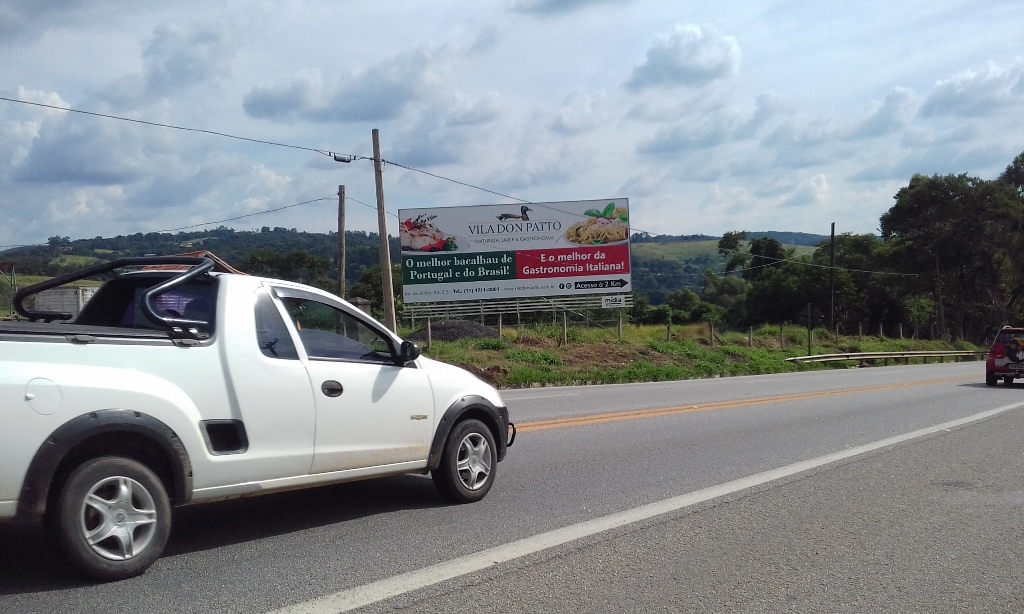 VILA DON PATTO
NATUREZA, LAZER E GASTRONOMIA
O melhor bacalhau de
Portugal e do Brasil!
E o melhor da
Gastronomia Italiana!
Acesso a 2 Km
mídia